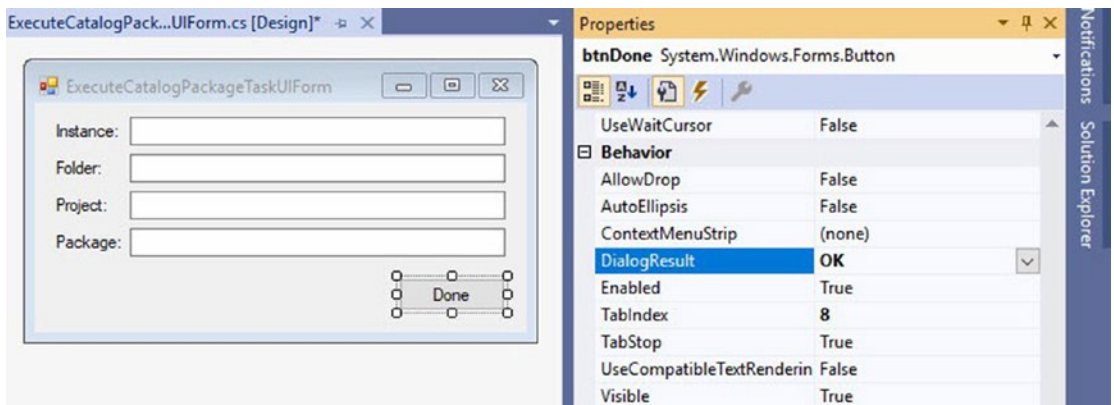 ExecuteCatalogPack...UIForm.cs [Design]*
ExecuteCatalogPackageTaskUIForm
Instance:
Folder:
Project:
Package:
Done
Properties
btnDone System.Windows.Forms.Button
UseWaitCursor False
Behavior
AllowDrop False
AutoEllipsis False
ContextMenuStrip (none)
DialogResult OK
Enabled True
TabIndex 8
TabStop True
UseCompatibleTextRenderin False
Visible True
Notifications
Solution Explorer